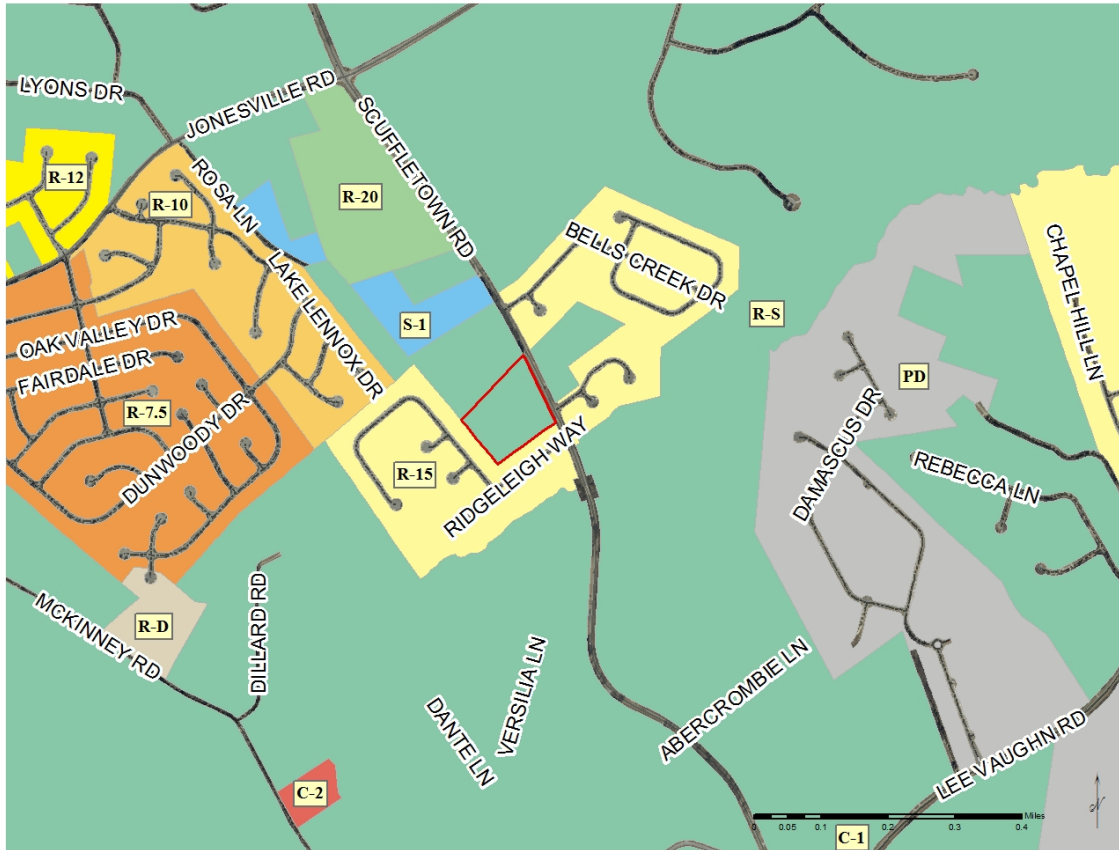 LYONS DR
JONESVILLE RD
SCUFFLETOWN RD
R-12
R-10
ROSA LN
R-20
BELLS CREEK DR
CHAPEL HILL LN
LAKE LENNOX DR
S-1
R-S
OAK VALLEY DR
FAIRDALE DR
PD
R-7.5
DUNWOODY DR
R-15
RIDGELEIGH WAY
DAMASCUS DR
REBECCA LN
MCKINNEY RD
R-D
DILLARD RD
DANTE LN
VERSILIA LN
ABERCROMBIE LN
LEE VAUGHN RD
C-2
Miles
0 0.05 0.1 0.2 0.3 0.4
C-1
N